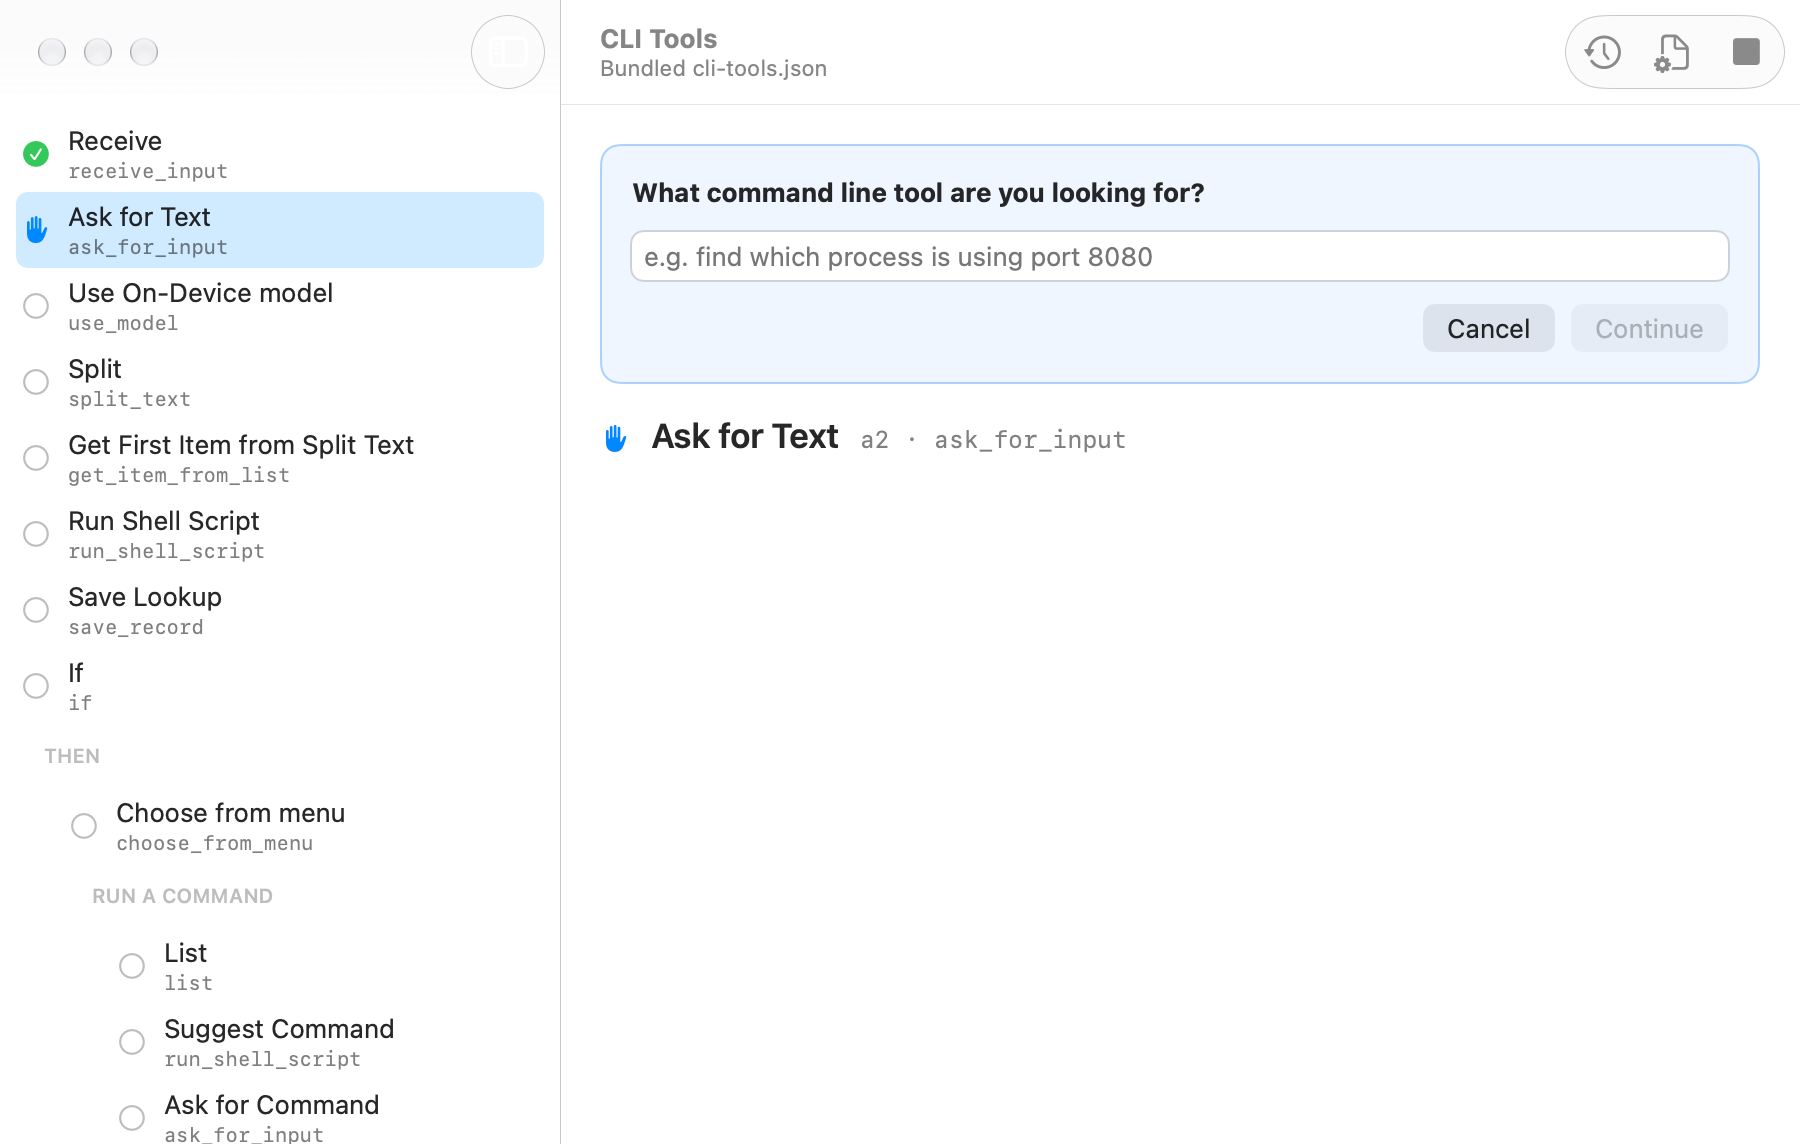 CLI Tools
Bundled cli-tools.json
Receive
receive_input
Ask for Text
ask_for_input
Use On-Device model
use_model
Split
split_text
Get First Item from Split Text
get_item_from_list
Run Shell Script
run_shell_script
Save Lookup
save_record
If
if
THEN
Choose from menu
choose_from_menu
RUN A COMMAND
List
list
Suggest Command
run_shell_script
Ask for Command
ask_for_input
What command line tool are you looking for?
e.g. find which process is using port 8080
Cancel Continue
Ask for Text a2 · ask_for_input